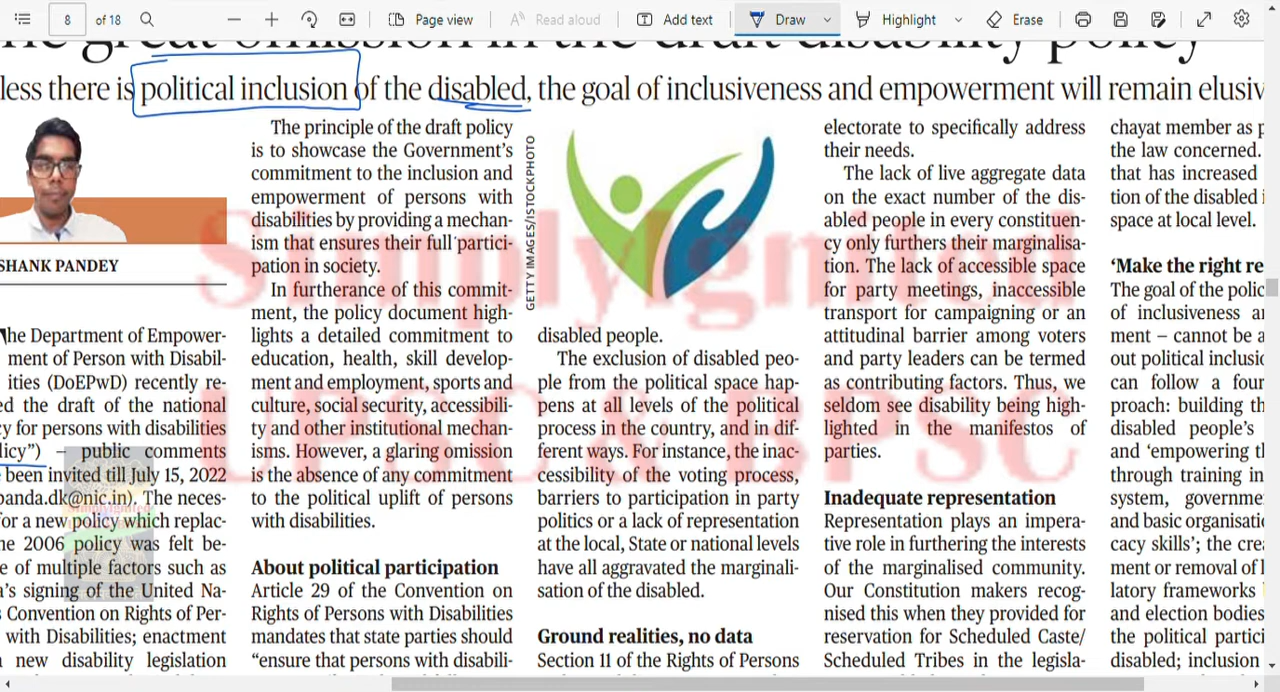 8 of 18 Page view Read aloud Add text Draw Highlight Erase
the great omission in the draft disability policy
less there is political inclusion of the disabled, the goal of inclusiveness and empowerment will remain
SHANK PANDEY
he Department of Empower-
ment of Person with Disabil-
ities (DoEPwD) recently re-
ed the draft of the national
cy for persons with disabilities
licy”) – public comments
been invited till July 15, 2022
panda.dk@nic.in). The neces-
for a new policy which replac-
he 2006 policy was felt be-
e of multiple factors such as
a’s signing of the United Na-
Convention on Rights of Per-
with Disabilities; enactment
new disability legislation
The principle of the draft policy
is to showcase the Government’s
commitment to the inclusion and
empowerment of persons with
disabilities by providing a mechan-
ism that ensures their full partici-
pation in society.
In furtherance of this commit-
ment, the policy document high-
lights a detailed commitment to
education, health, skill develop-
ment and employment, sports and
culture, social security, accessibili-
ty and other institutional mechan-
isms. However, a glaring omission
is the absence of any commitment
to the political uplift of persons
with disabilities.
About political participation
Article 29 of the Convention on
Rights of Persons with Disabilities
mandates that state parties should
“ensure that persons with disabili-
GETTY IMAGES/ISTOCKPHOTO
disabled people.
The exclusion of disabled peo-
ple from the political space hap-
pens at all levels of the political
process in the country, and in dif-
ferent ways. For instance, the inac-
cessibility of the voting process,
barriers to participation in party
politics or a lack of representation
at the local, State or national levels
have all aggravated the marginali-
sation of the disabled.
Ground realities, no data
Section 11 of the Rights of Persons
electorate to specifically address
their needs.
The lack of live aggregate data
on the exact number of the dis-
abled people in every constituen-
cy only furthers their marginalisa-
tion. The lack of accessible space
for party meetings, inaccessible
transport for campaigning or an
attitudinal barrier among voters
and party leaders can be termed
as contributing factors. Thus, we
seldom see disability being high-
lighted in the manifestos of
parties.
Inadequate representation
Representation plays an impera-
tive role in furthering the interests
of the marginalised community.
Our Constitution makers recog-
nised this when they provided for
reservation for Scheduled Caste/
Scheduled Tribes in the legisla-
chayat member as p
the law concerned.
that has increased
tion of the disabled i
space at local level.
‘Make the right re
The goal of the polic
of inclusiveness an
ment – cannot be a
out political inclusi
can follow a four
proach: building th
disabled people’s
and ‘empowering th
through training in
system, governme
and basic organisati
cacy skills’; the crea
ment or removal of l
latory frameworks
and election bodies
the political partici
disabled; inclusion
SimplyIgnited
UPSC & BPSC